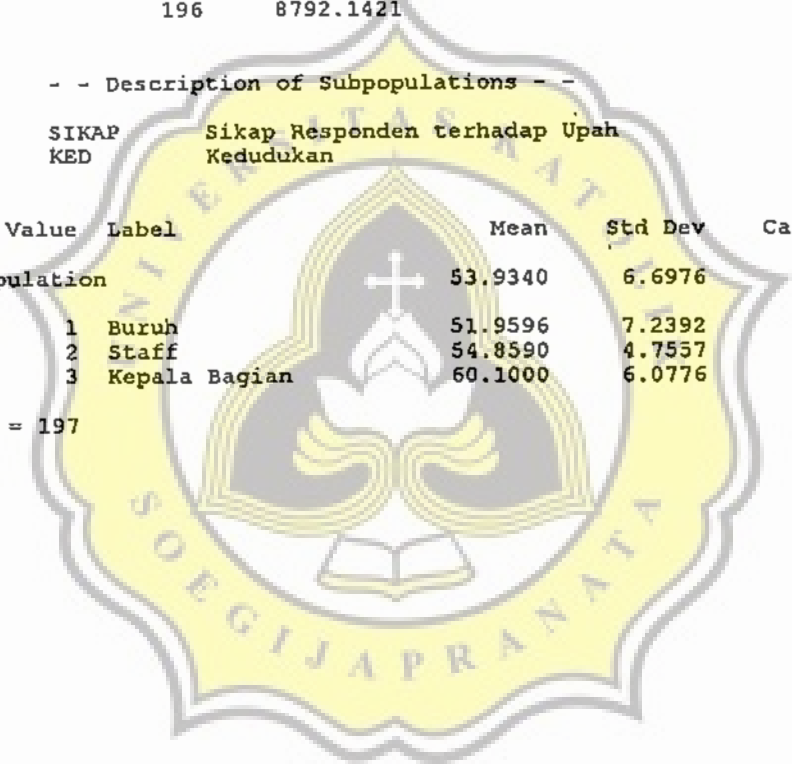 196 8792.1421
- - Description of Subpopulations - -
SIKAP Sikap Responden terhadap Upah
KED Kedudukan
Value Label Mean Std Dev Ca
pulation 53.9340 6.6976
1 Buruh 51.9596 7.2392
2 Staff 54.8590 4.7557
3 Kepala Bagian 60.1000 6.0776
= 197
UNIVERSITAS KATOLIK
SOEGIJAPRANATA